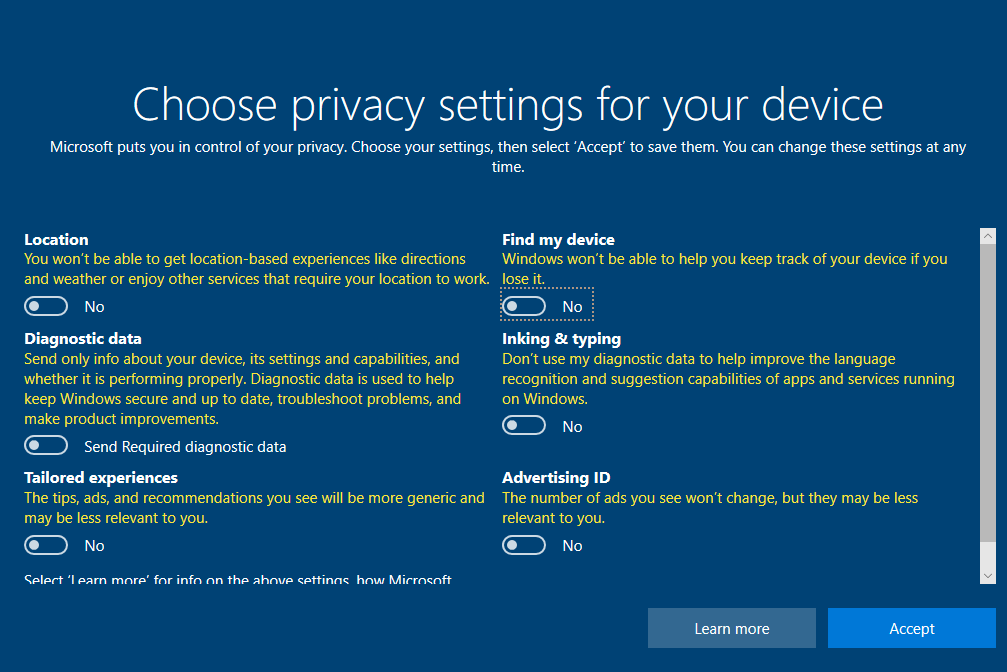 Choose privacy settings for your device
Microsoft puts you in control of your privacy. Choose your settings, then select ‘Accept’ to save them. You can change these settings at any
time.
Location
You won’t be able to get location-based experiences like directions
and weather or enjoy other services that require your location to work.
No
Find my device
Windows won’t be able to help you keep track of your device if you
lose it.
No
Diagnostic data
Send only info about your device, its settings and capabilities, and
whether it is performing properly. Diagnostic data is used to help
keep Windows secure and up to date, troubleshoot problems, and
make product improvements.
Send Required diagnostic data
Inking & typing
Don’t use my diagnostic data to help improve the language
recognition and suggestion capabilities of apps and services running
on Windows.
No
Tailored experiences
The tips, ads, and recommendations you see will be more generic and
may be less relevant to you.
No
Advertising ID
The number of ads you see won’t change, but they may be less
relevant to you.
No
Select ‘Learn more’ for info on the above settings, how Microsoft
Learn more
Accept